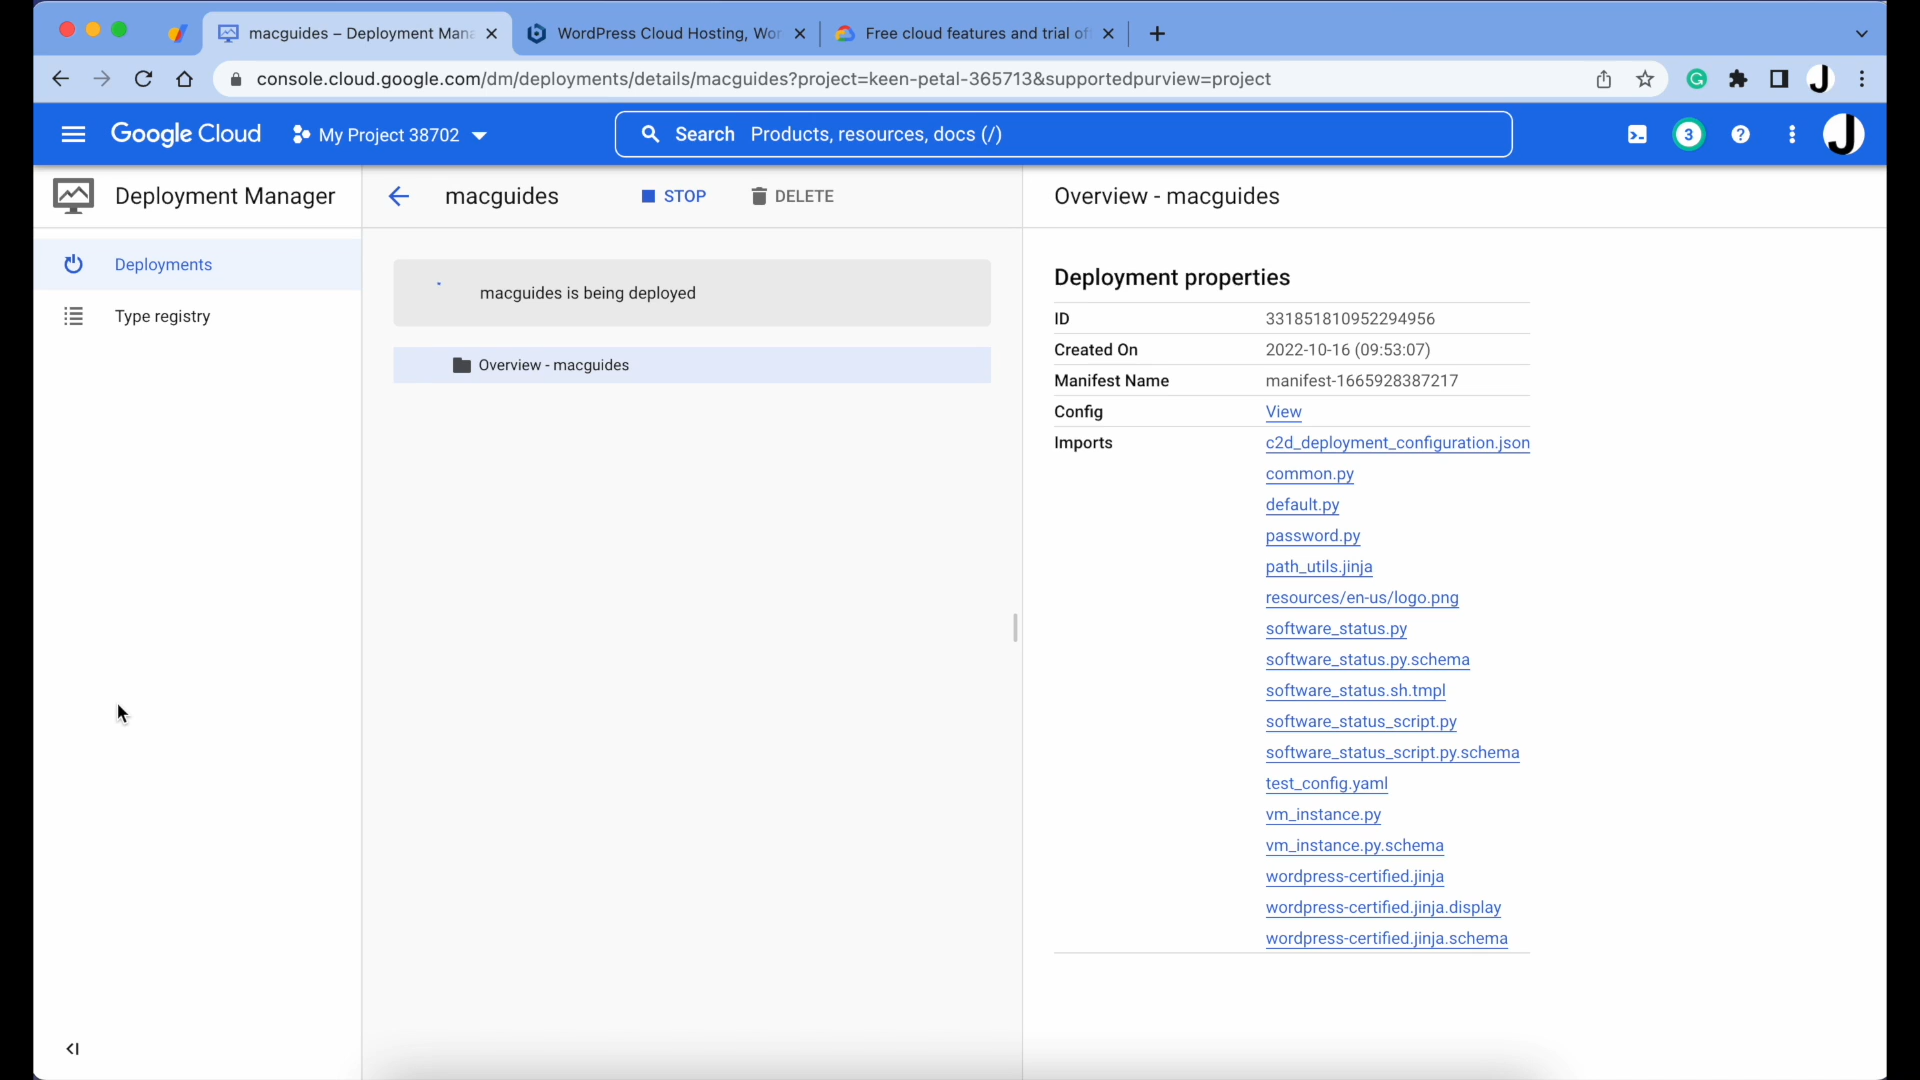 macguides – Deployment Mana
WordPress Cloud Hosting, Wor
Free cloud features and trial of
console.cloud.google.com/dm/deployments/details/macguides?project=keen-petal-365713&supportedpurview=project
Google Cloud
My Project 38702
Search Products, resources, docs (/)
3
Deployment Manager
macguides
STOP
DELETE
Overview - macguides
Deployments
Type registry
macguides is being deployed
Overview - macguides
Deployment properties
ID 331851810952294956
Created On 2022-10-16 (09:53:07)
Manifest Name manifest-1665928387217
Config View
Imports c2d_deployment_configuration.json
common.py
default.py
password.py
path_utils.jinja
resources/en-us/logo.png
software_status.py
software_status.py.schema
software_status.sh.tmpl
software_status_script.py
software_status_script.py.schema
test_config.yaml
vm_instance.py
vm_instance.py.schema
wordpress-certified.jinja
wordpress-certified.jinja.display
wordpress-certified.jinja.schema